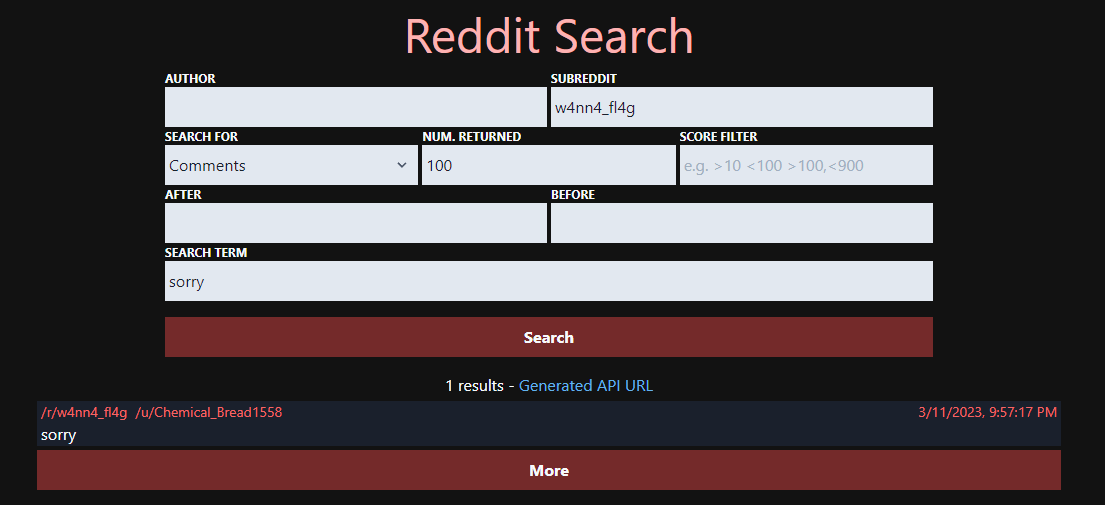 Reddit Search
AUTHOR SUBREDDIT
w4nn4_fl4g
SEARCH FOR NUM. RETURNED SCORE FILTER
Comments 100 e.g. >10 <100 >100,<900
AFTER BEFORE
SEARCH TERM
sorry
Search
1 results - Generated API URL
/r/w4nn4_fl4g /u/Chemical_Bread1558 3/11/2023, 9:57:17 PM
sorry
More